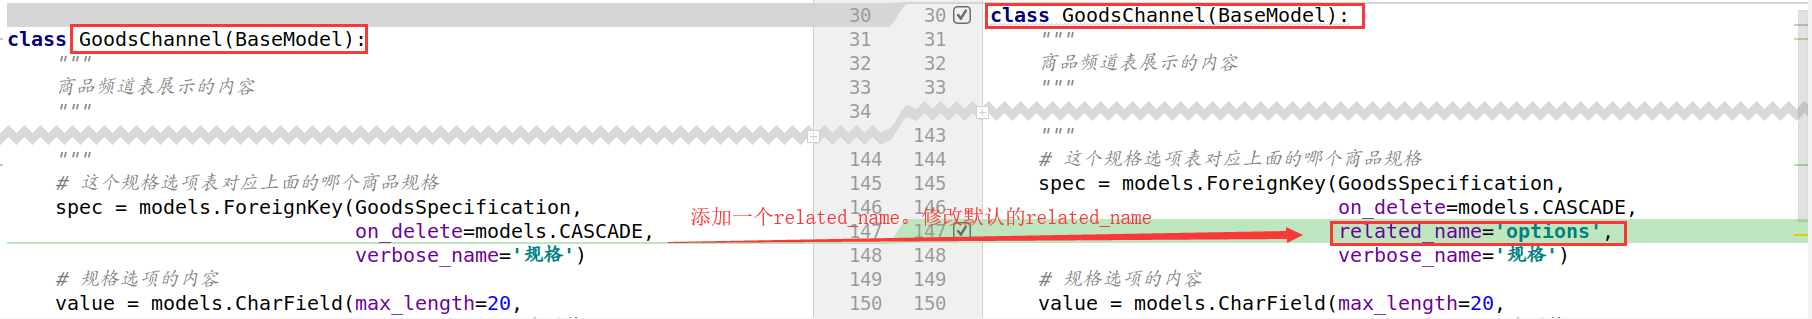 class GoodsChannel(BaseModel):
"""
商品频道表展示的内容
"""
"""
# 这个规格选项表对应上面的哪个商品规格
spec = models.ForeignKey(GoodsSpecification,
on_delete=models.CASCADE,
verbose_name='规格')
# 规格选项的内容
value = models.CharField(max_length=20,
添加一个related_name。修改默认的related_name
30 30
31 31
32 32
33 33
34
143
144 144
145 145
146 146
147 147
148 148
149 149
150 150
class GoodsChannel(BaseModel):
"""
商品频道表展示的内容
"""
"""
# 这个规格选项表对应上面的哪个商品规格
spec = models.ForeignKey(GoodsSpecification,
on_delete=models.CASCADE,
related_name='options',
verbose_name='规格')
# 规格选项的内容
value = models.CharField(max_length=20,